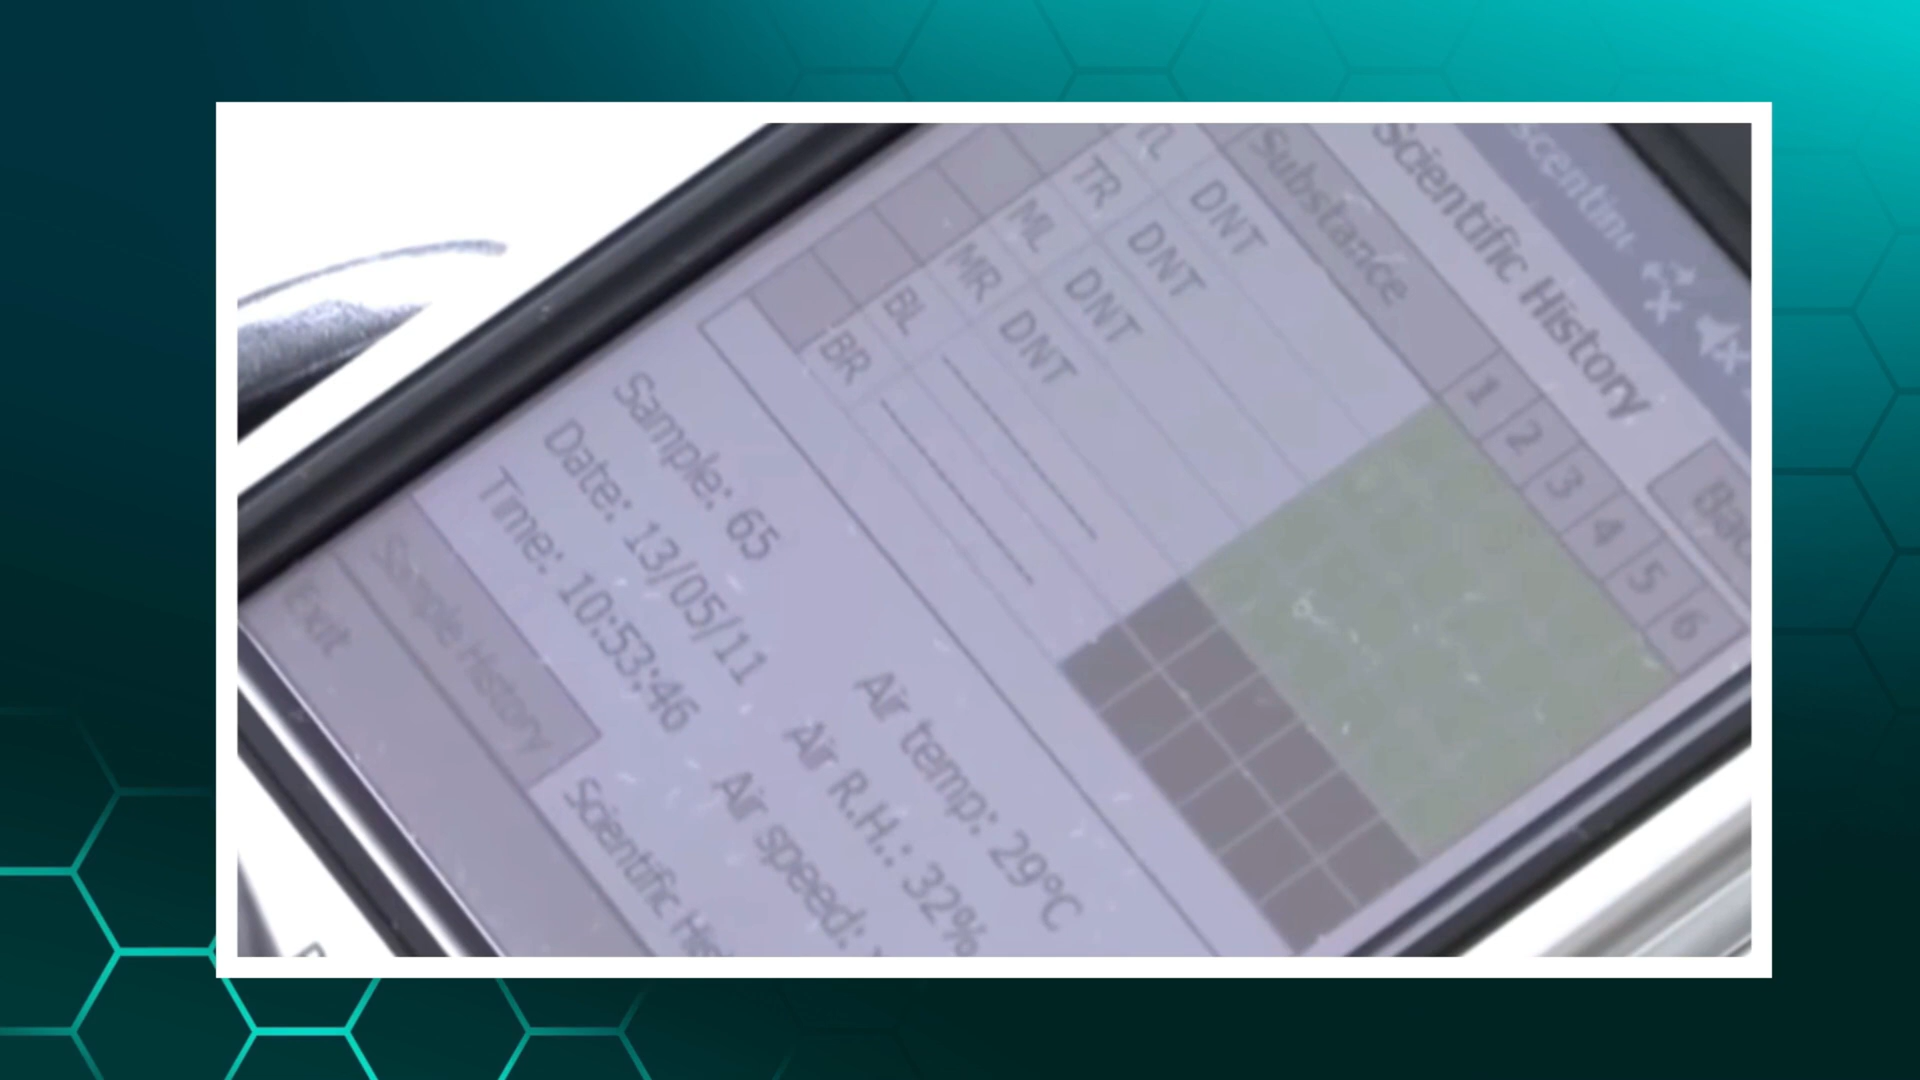 Scientific History
Substance 1 2 3 4 5 6
DNT
TR DNT
ML DNT
MR DNT
BL
BR
Sample: 65
Date: 13/05/11
Time: 10:53:46
Air temp: 29°C
Air R.H.: 32%
Air speed:
Sample History
Scientific
Exit